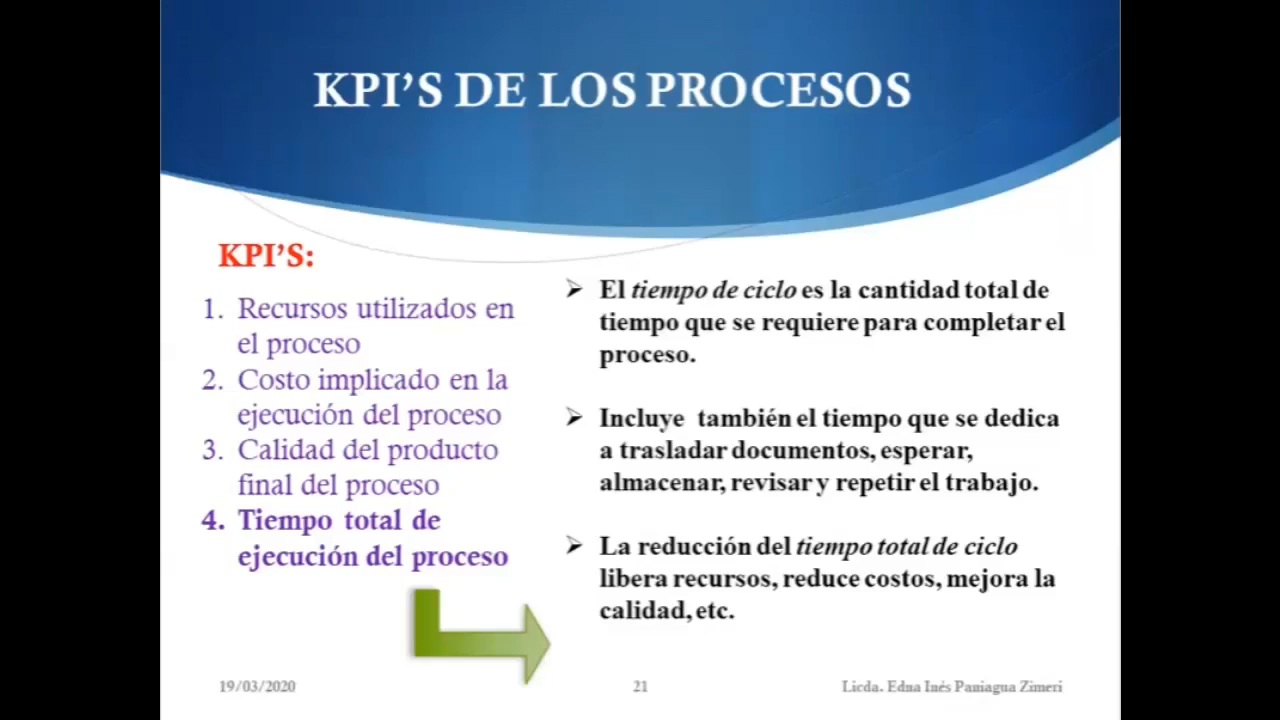 KPI’S DE LOS PROCESOS
KPI’S:
1. Recursos utilizados en
el proceso
2. Costo implicado en la
ejecución del proceso
3. Calidad del producto
final del proceso
4. Tiempo total de
ejecución del proceso
➢ El tiempo de ciclo es la cantidad total de
tiempo que se requiere para completar el
proceso.
➢ Incluye también el tiempo que se dedica
a trasladar documentos, esperar,
almacenar, revisar y repetir el trabajo.
➢ La reducción del tiempo total de ciclo
libera recursos, reduce costos, mejora la
calidad, etc.
19/03/2020
21
Licda. Edna Inés Paniagua Zimeri